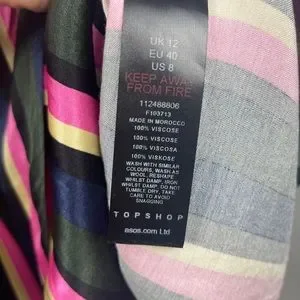 UK 12
EU 40
US 8
KEEP AWAY
FROM FIRE
112488806
F103713
MADE IN MOROCCO
100% VISCOSE
100% VISCOSE
100% VISCOSA
100% VISKOSE
WASH WITH SIMILAR
COLOURS, WASH AS
WOOL, RESHAPE
WHILST DAMP, IRON
WHILST DAMP, DO NOT
TUMBLE DRY, TAKE
CARE TO AVOID
SNAGGING
TOPSHOP
asos.com Ltd